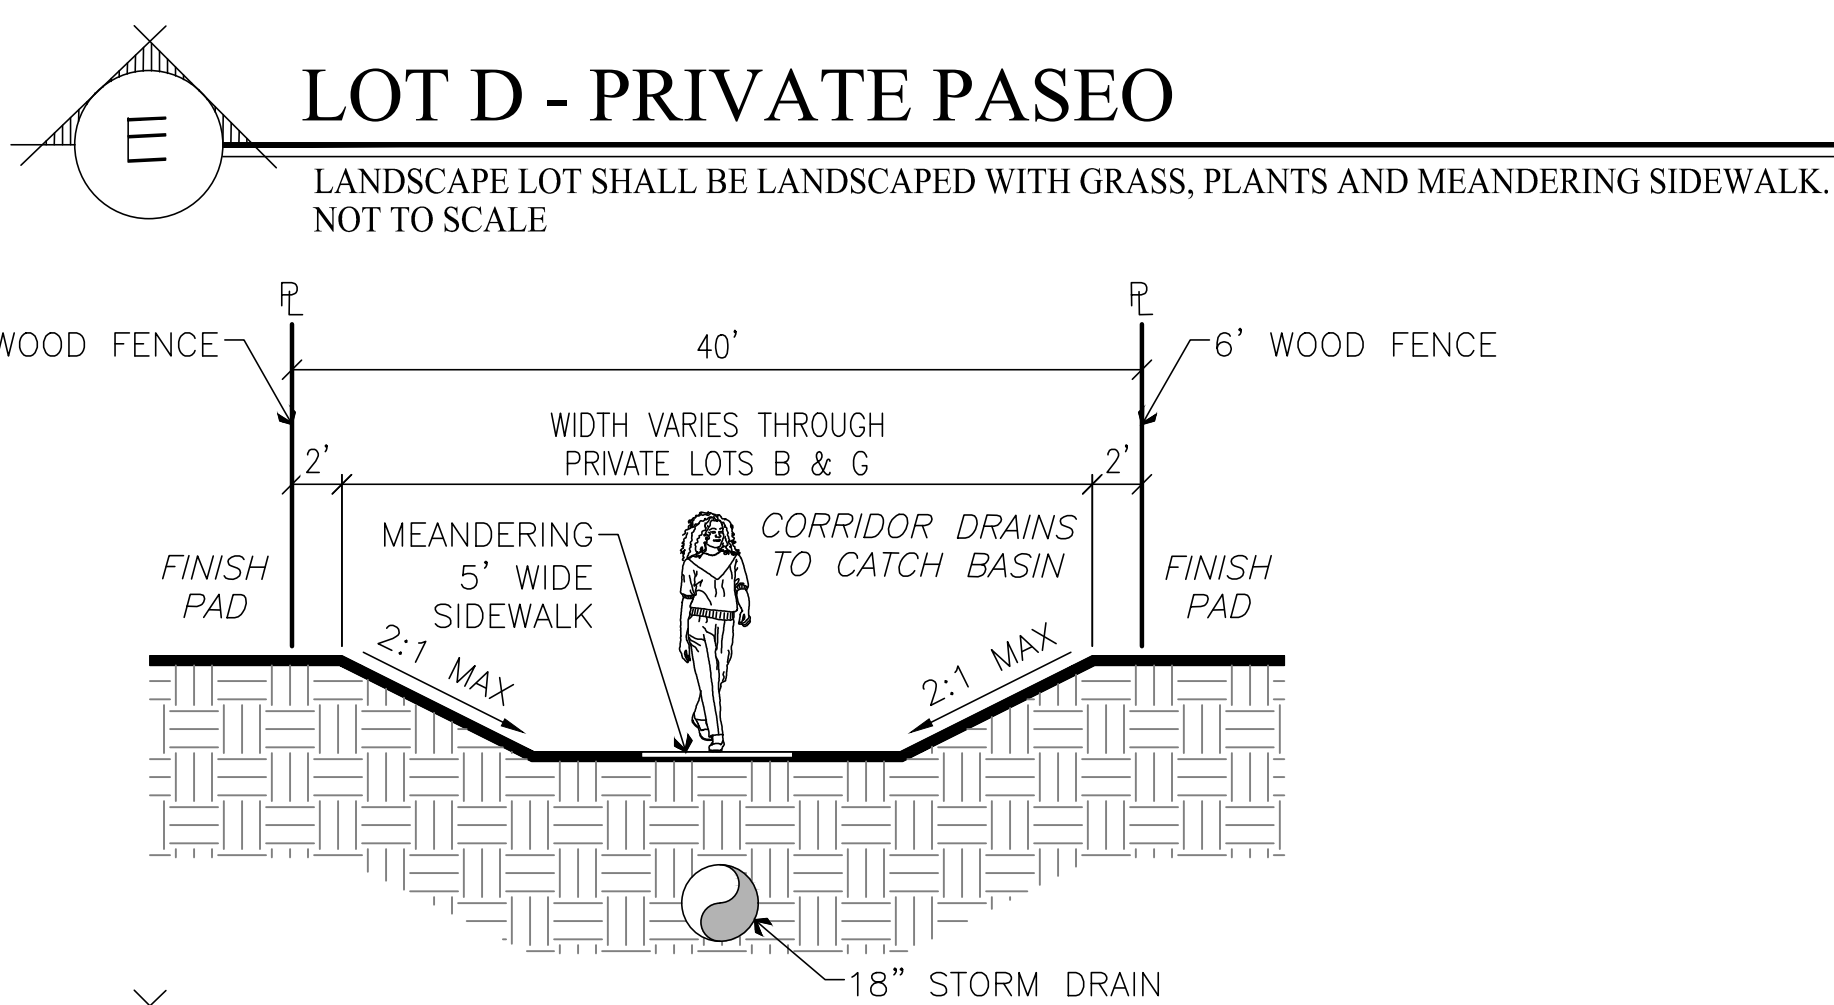 E
LOT D - PRIVATE PASEO
LANDSCAPE LOT SHALL BE LANDSCAPED WITH GRASS, PLANTS AND MEANDERING SIDEWALK.
NOT TO SCALE
PL
PL
WOOD FENCE
40'
6' WOOD FENCE
WIDTH VARIES THROUGH
PRIVATE LOTS B & G
2'
2'
MEANDERING
5' WIDE
SIDEWALK
CORRIDOR DRAINS
TO CATCH BASIN
FINISH
PAD
FINISH
PAD
2:1 MAX
2:1 MAX
18" STORM DRAIN